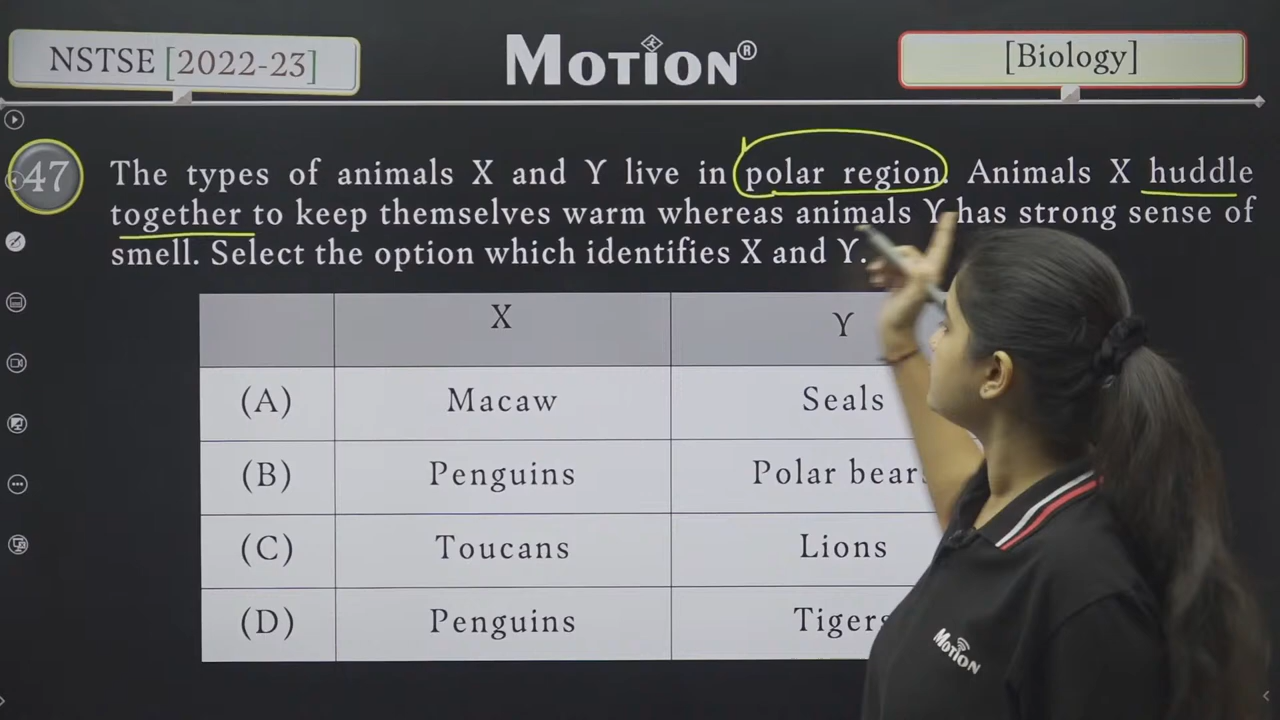 NSTSE [2022-23]
MOTION®
[Biology]
47
The types of animals X and Y live in polar region. Animals X huddle
together to keep themselves warm whereas animals Y has strong sense of
smell. Select the option which identifies X and Y.
X Y
(A) Macaw Seals
(B) Penguins Polar bears
(C) Toucans Lions
(D) Penguins Tigers
MOTION